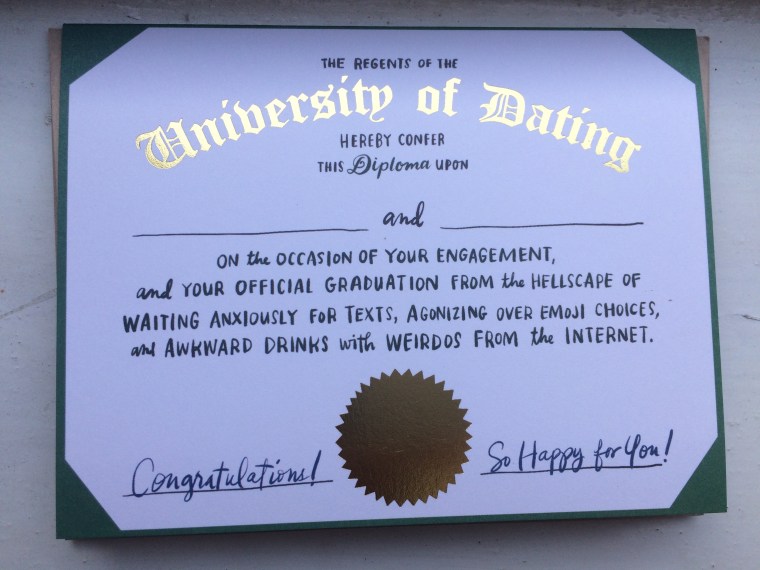 THE REGENTS OF THE
University of Dating
HEREBY CONFER
THIS Diploma UPON
and
ON the OCCASION OF YOUR ENGAGEMENT,
and YOUR OFFICIAL GRADUATION FROM the HELLSCAPE OF
WAITING ANXIOUSLY FOR TEXTS, AGONIZING OVER EMOJI CHOICES,
and AWKWARD DRINKS with WEIRDOS FROM the INTERNET.
Congratulations!
So Happy for You!